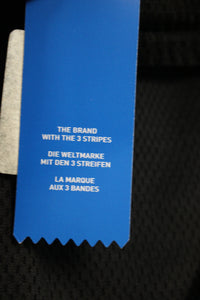 THE BRAND
WITH THE 3 STRIPES
DIE WELTMARKE
MIT DEN 3 STREIFEN
LA MARQUE
AUX 3 BANDES